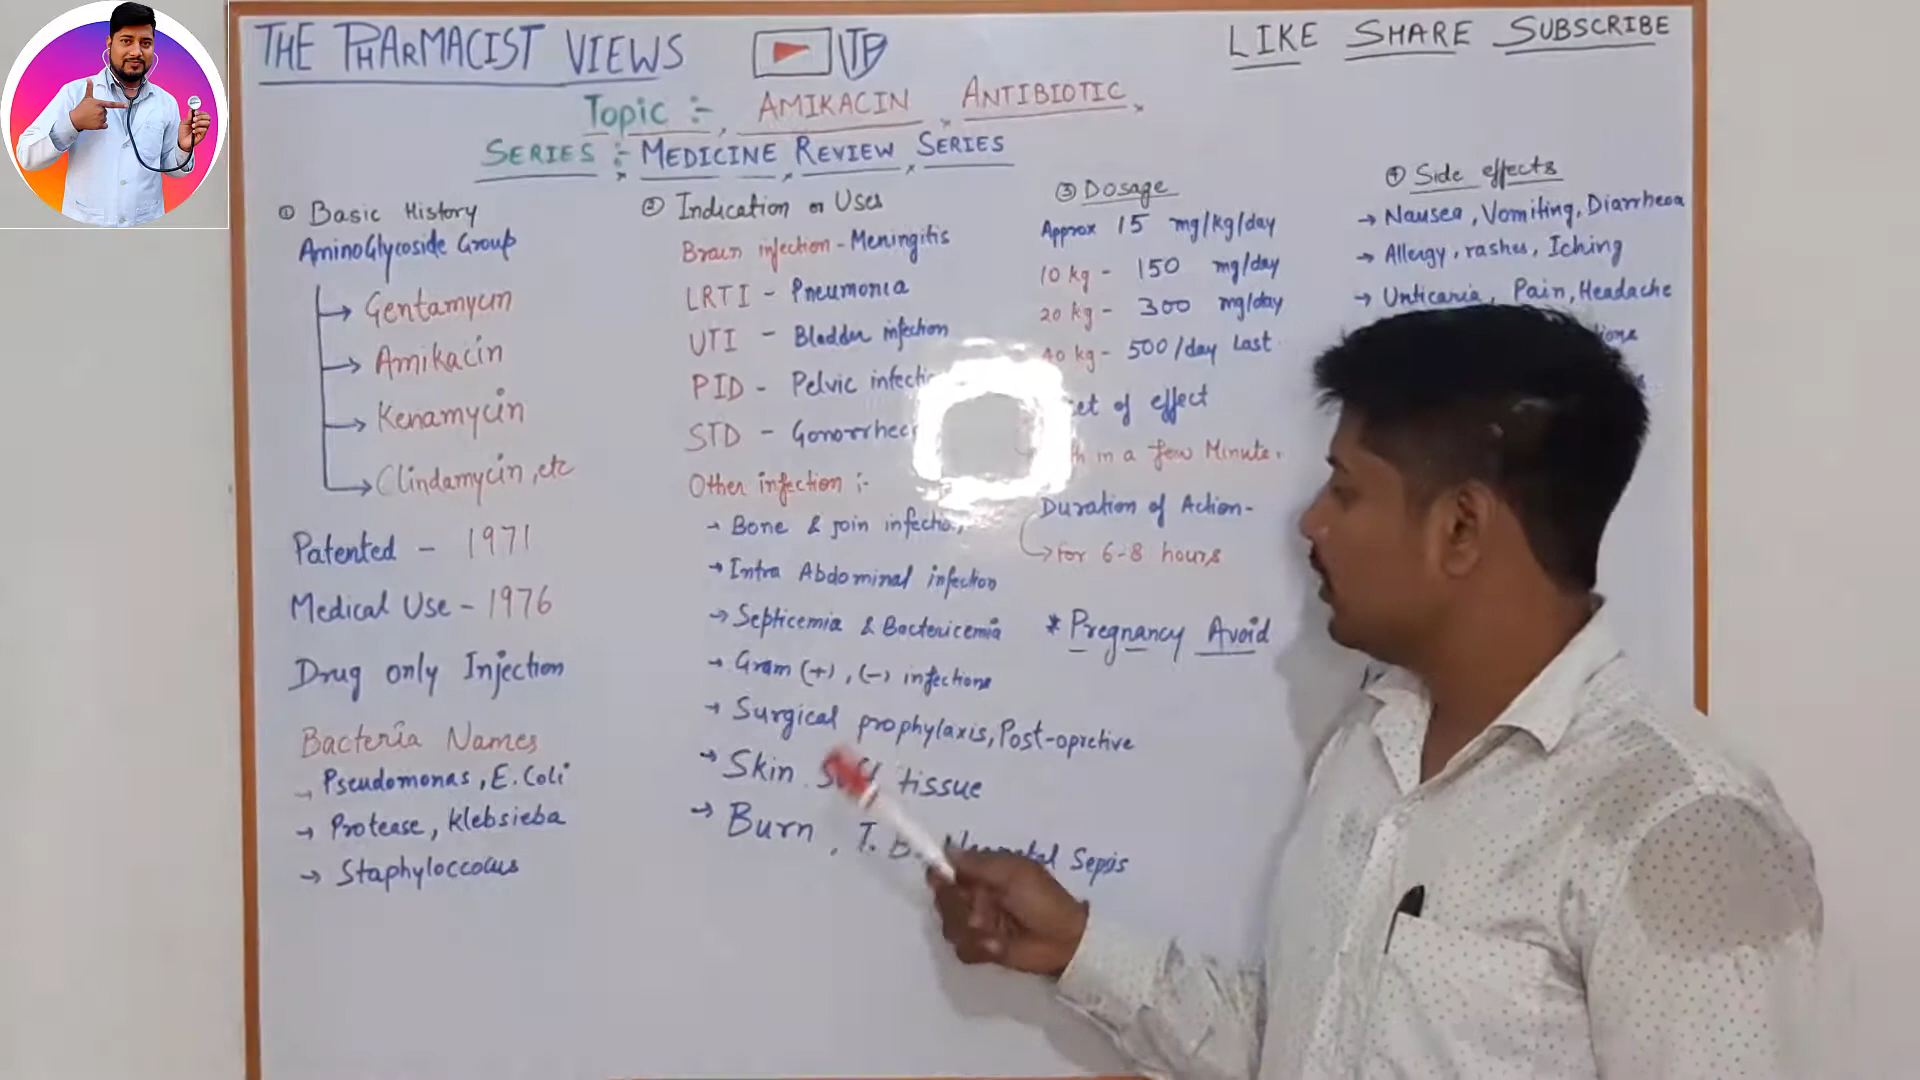 THE PHARMACIST VIEWS
LIKE SHARE SUBSCRIBE
Topic :- AMIKACIN ANTIBIOTIC
SERIES :- MEDICINE REVIEW SERIES
① Basic History
AminoGlycoside Group
→ Gentamycin
→ Amikacin
→ Kenamycin
→ Clindamycin, etc
Patented - 1971
Medical Use - 1976
Drug only Injection
Bacteria Names
→ Pseudomonas, E. Coli
→ Protease, Klebsieba
→ Staphyloccocus
② Indication or Uses
Brain infection - Meningitis
LRTI - Pneumonia
UTI - Bladder infection
PID - Pelvic
STD -
Other infection :-
→ Bone & join
→ Intra Abdominal infection
→ Septicemia & Bactericemia
→ Gram (+), (-) infections
→ Surgical prophylaxis, Post-oprctive
→ Skin tissue
→ Burn, T.B. Sepsis
③ Dosage
Approx 15 mg/kg/day
10 kg - 150 mg/day
20 kg - 300 mg/day
40 kg - 500/day Last
of effect
in a few Minute.
Duration of Action-
→ for 6-8 hours
* Pregnancy Avoid
④ Side effects
→ Nausea, Vomiting, Diarrheoa
→ Allergy, rashes, Iching
→ Urticaria, Pain, Headache